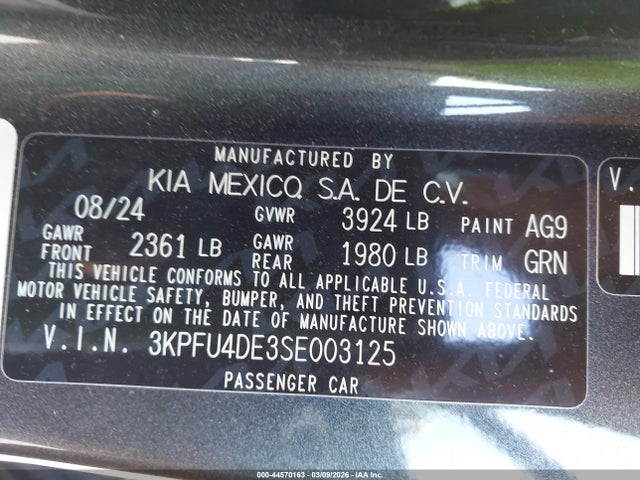 MANUFACTURED BY
KIA MEXICO S.A. DE C.V.
08/24 GVWR 3924 LB PAINT AG9
GAWR FRONT 2361 LB GAWR REAR 1980 LB TRIM GRN
THIS VEHICLE CONFORMS TO ALL APPLICABLE U.S.A. FEDERAL
MOTOR VEHICLE SAFETY, BUMPER, AND THEFT PREVENTION STANDARDS
IN EFFECT ON THE DATE OF MANUFACTURE SHOWN ABOVE.
V.I.N. 3KPFU4DE3SE003125
PASSENGER CAR
V.
000-44570163 - 03/09/2026 - IAA Inc.